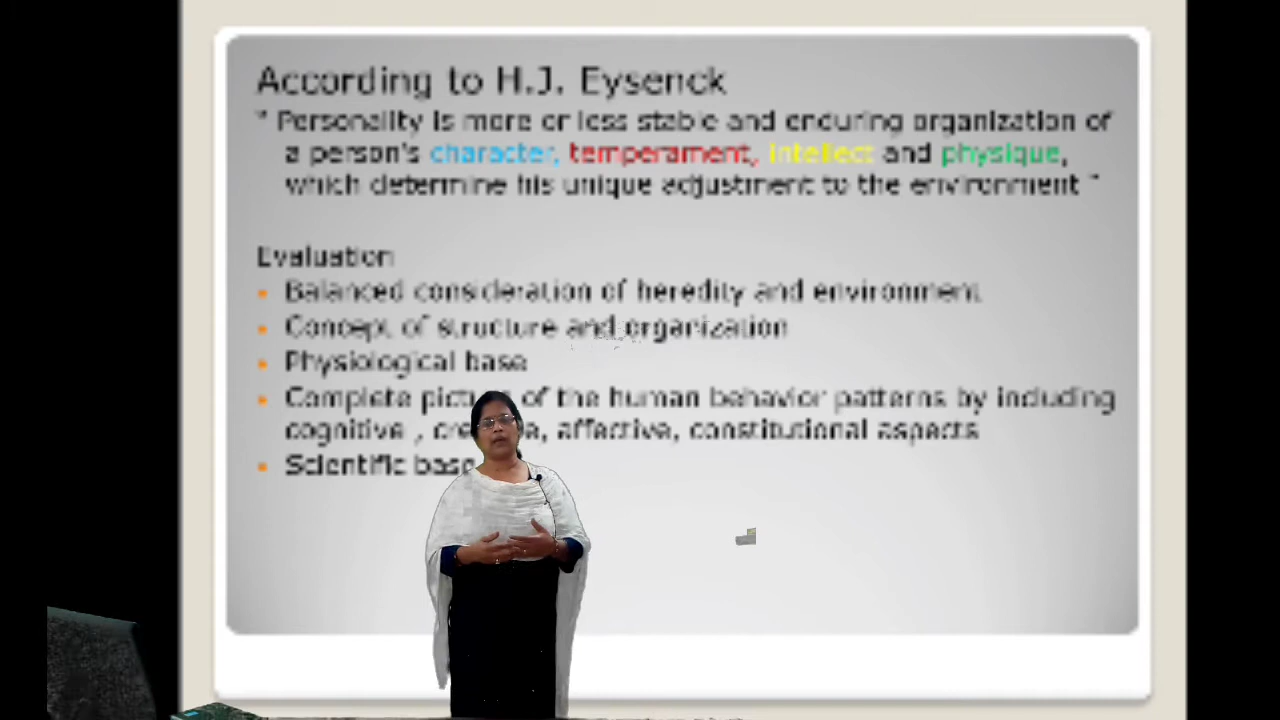 According to H.J. Eysenck
" Personality is more or less stable and enduring organization of
a person's character, temperament, intellect and physique,
which determine his unique adjustment to the environment "
Evaluation
Balanced consideration of heredity and environment
Concept of structure and organization
Physiological base
Complete of the human behavior patterns by including
cognitive , affective, constitutional aspects
Scientific base